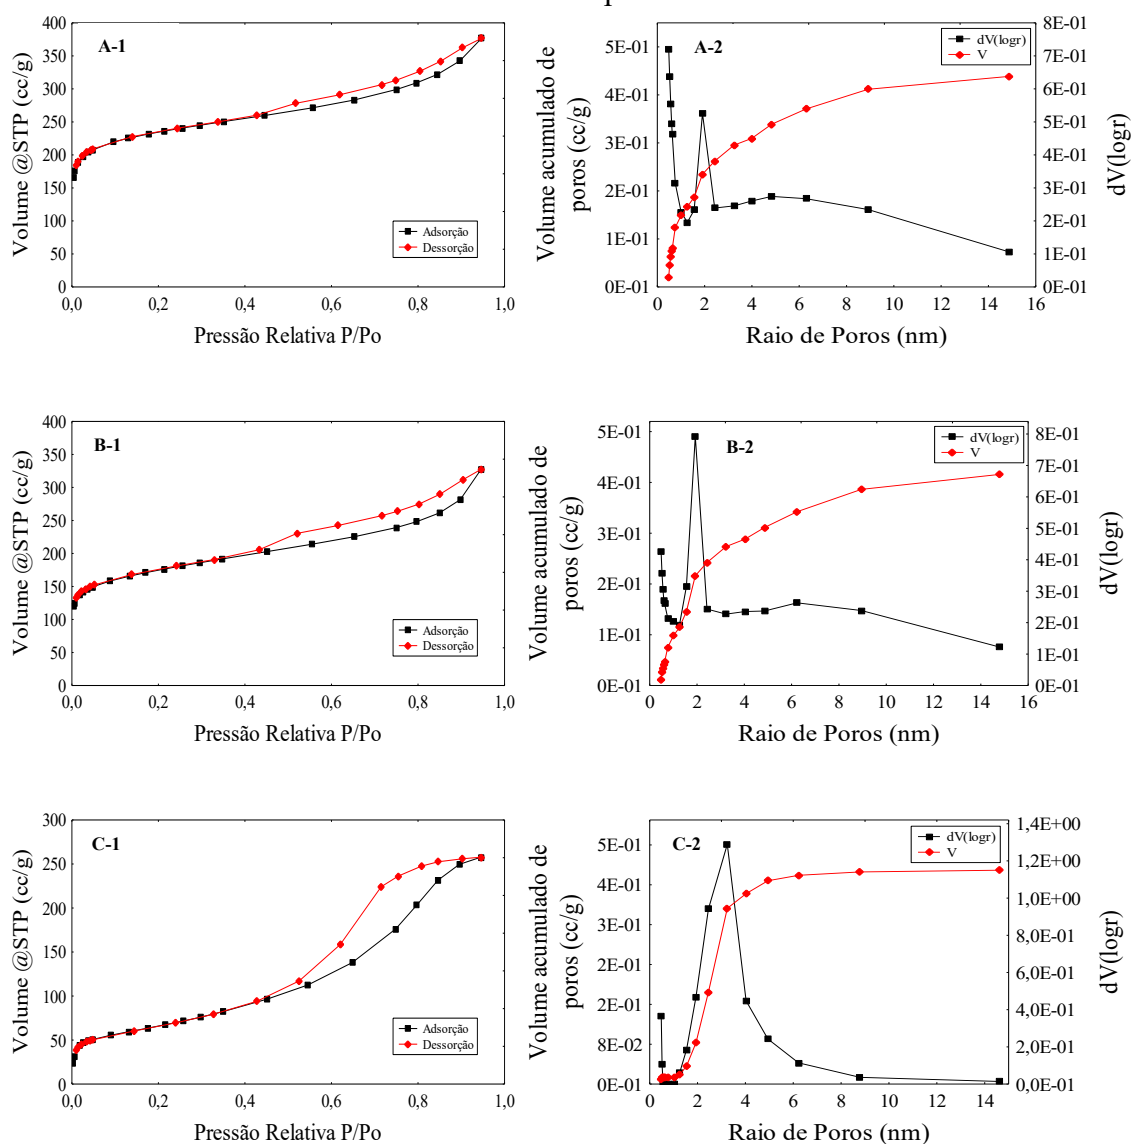 A-1
Volume @STP (cc/g)
400
350
300
250
200
150
100
50
0
Adsorção
Dessorção
0,0 0,2 0,4 0,6 0,8 1,0
Pressão Relativa P/Po
A-2
Volume acumulado de
poros (cc/g)
5E-01
4E-01
3E-01
2E-01
1E-01
0E-01
dV(logr)
V
8E-01
7E-01
6E-01
5E-01
4E-01
3E-01
2E-01
1E-01
0E-01
dV(logr)
0 2 4 6 8 10 12 14 16
Raio de Poros (nm)
B-1
Volume @STP (cc/g)
400
350
300
250
200
150
100
50
0
Adsorção
Dessorção
0,0 0,2 0,4 0,6 0,8 1,0
Pressão Relativa P/Po
B-2
Volume acumulado de
poros (cc/g)
5E-01
4E-01
3E-01
2E-01
1E-01
0E-01
dV(logr)
V
8E-01
7E-01
6E-01
5E-01
4E-01
3E-01
2E-01
1E-01
0E-01
dV(logr)
0 2 4 6 8 10 12 14 16
Raio de Poros (nm)
C-1
Volume @STP (cc/g)
300
250
200
150
100
50
0
Adsorção
Dessorção
0,0 0,2 0,4 0,6 0,8 1,0
Pressão Relativa P/Po
C-2
Volume acumulado de
poros (cc/g)
5E-01
4E-01
3E-01
2E-01
2E-01
8E-02
0E-01
dV(logr)
V
1,4E+00
1,2E+00
1,0E+00
8,0E-01
6,0E-01
4,0E-01
2,0E-01
0,0E-01
dV(logr)
0 2 4 6 8 10 12 14
Raio de Poros (nm)